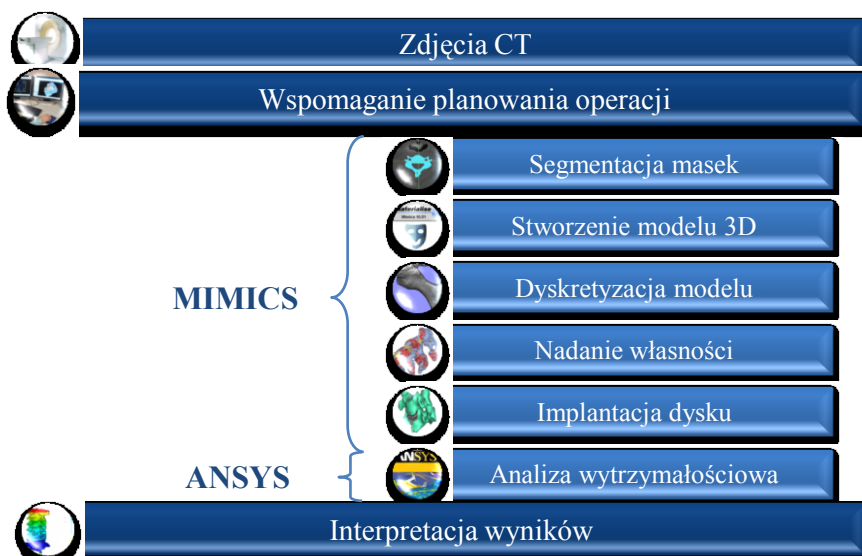 Zdjęcia CT
Wspomaganie planowania operacji
Segmentacja masek
Stworzenie modelu 3D
Dyskretyzacja modelu
MIMICS
Nadanie własności
Implantacja dysku
ANSYS
Analiza wytrzymałościowa
Interpretacja wyników